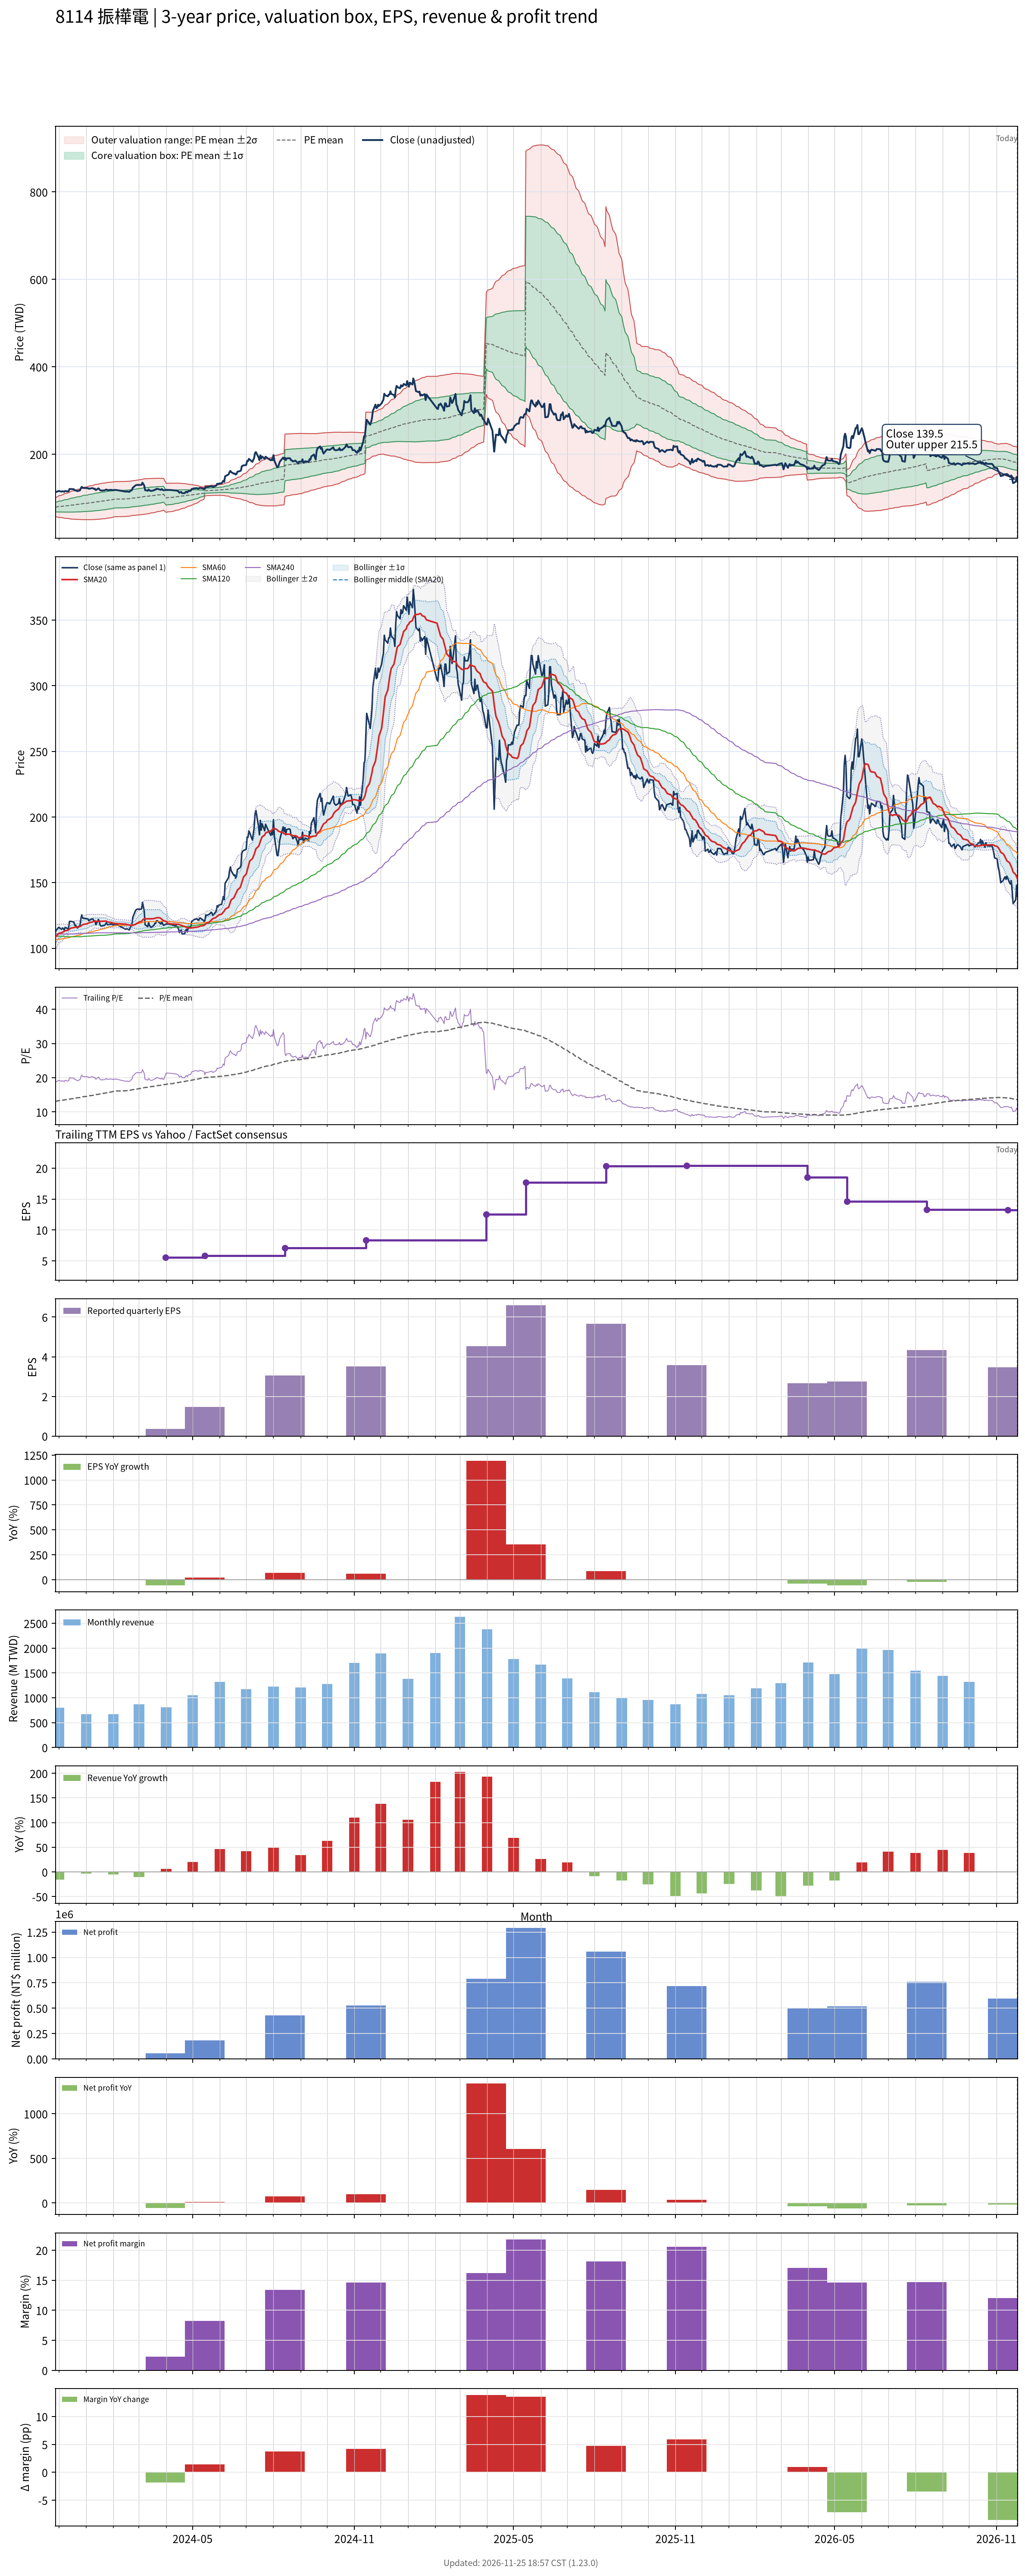 8114 振樺電 | 3-year price, valuation box, EPS, revenue & profit trend
Outer valuation range: PE mean ±2σ
Core valuation box: PE mean ±1σ
PE mean
Close (unadjusted)
Today
Price (TWD)
800
600
400
200
Close 139.5
Outer upper 215.5
Close (same as panel 1)
SMA20
SMA60
SMA120
SMA240
Bollinger ±2σ
Bollinger ±1σ
Bollinger middle (SMA20)
Price
350
300
250
200
150
100
Trailing P/E
P/E mean
P/E
40
30
20
10
Trailing TTM EPS vs Yahoo / FactSet consensus
Today
EPS
20
15
10
5
Reported quarterly EPS
EPS
6
4
2
0
EPS YoY growth
YoY (%)
1250
1000
750
500
250
0
Monthly revenue
Revenue (M TWD)
2500
2000
1500
1000
500
0
Revenue YoY growth
YoY (%)
200
150
100
50
0
-50
Month
1e6
Net profit
Net profit (NT$ million)
1.25
1.00
0.75
0.50
0.25
0.00
Net profit YoY
YoY (%)
1000
500
0
Net profit margin
Margin (%)
20
15
10
5
0
Margin YoY change
Δ margin (pp)
10
5
0
-5
2024-05
2024-11
2025-05
2025-11
2026-05
2026-11
Updated: 2026-11-25 18:57 CST (1.23.0)